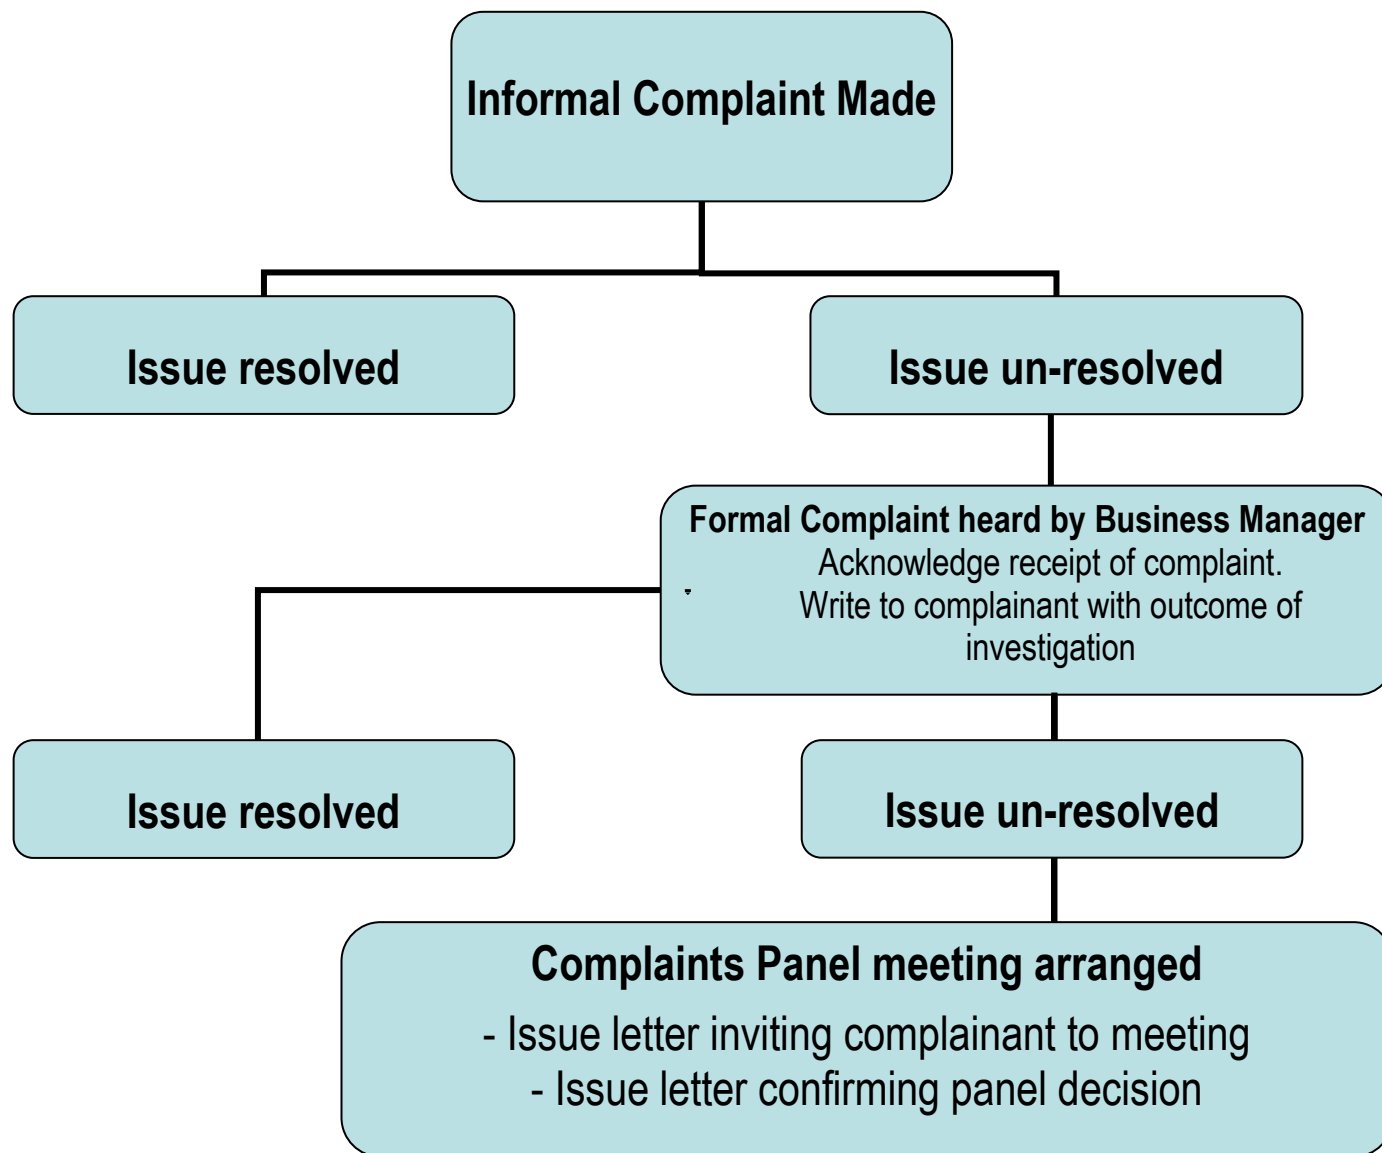 Informal Complaint Made
Issue resolved
Issue un-resolved
Formal Complaint heard by Business Manager
Acknowledge receipt of complaint.
Write to complainant with outcome of
investigation
Issue resolved
Issue un-resolved
Complaints Panel meeting arranged
- Issue letter inviting complainant to meeting
- Issue letter confirming panel decision